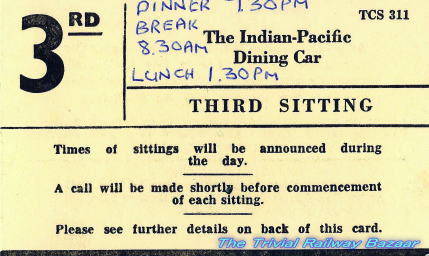 3RD
DINNER 7.30PM
TCS 311
BREAK
8.30AM
The Indian-Pacific
Dining Car
LUNCH 1.30PM
THIRD SITTING
Times of sittings will be announced during
the day.
A call will be made shortly before commencement
of each sitting.
Please see further details on back of this card.
The Trivial Railway Bazaar